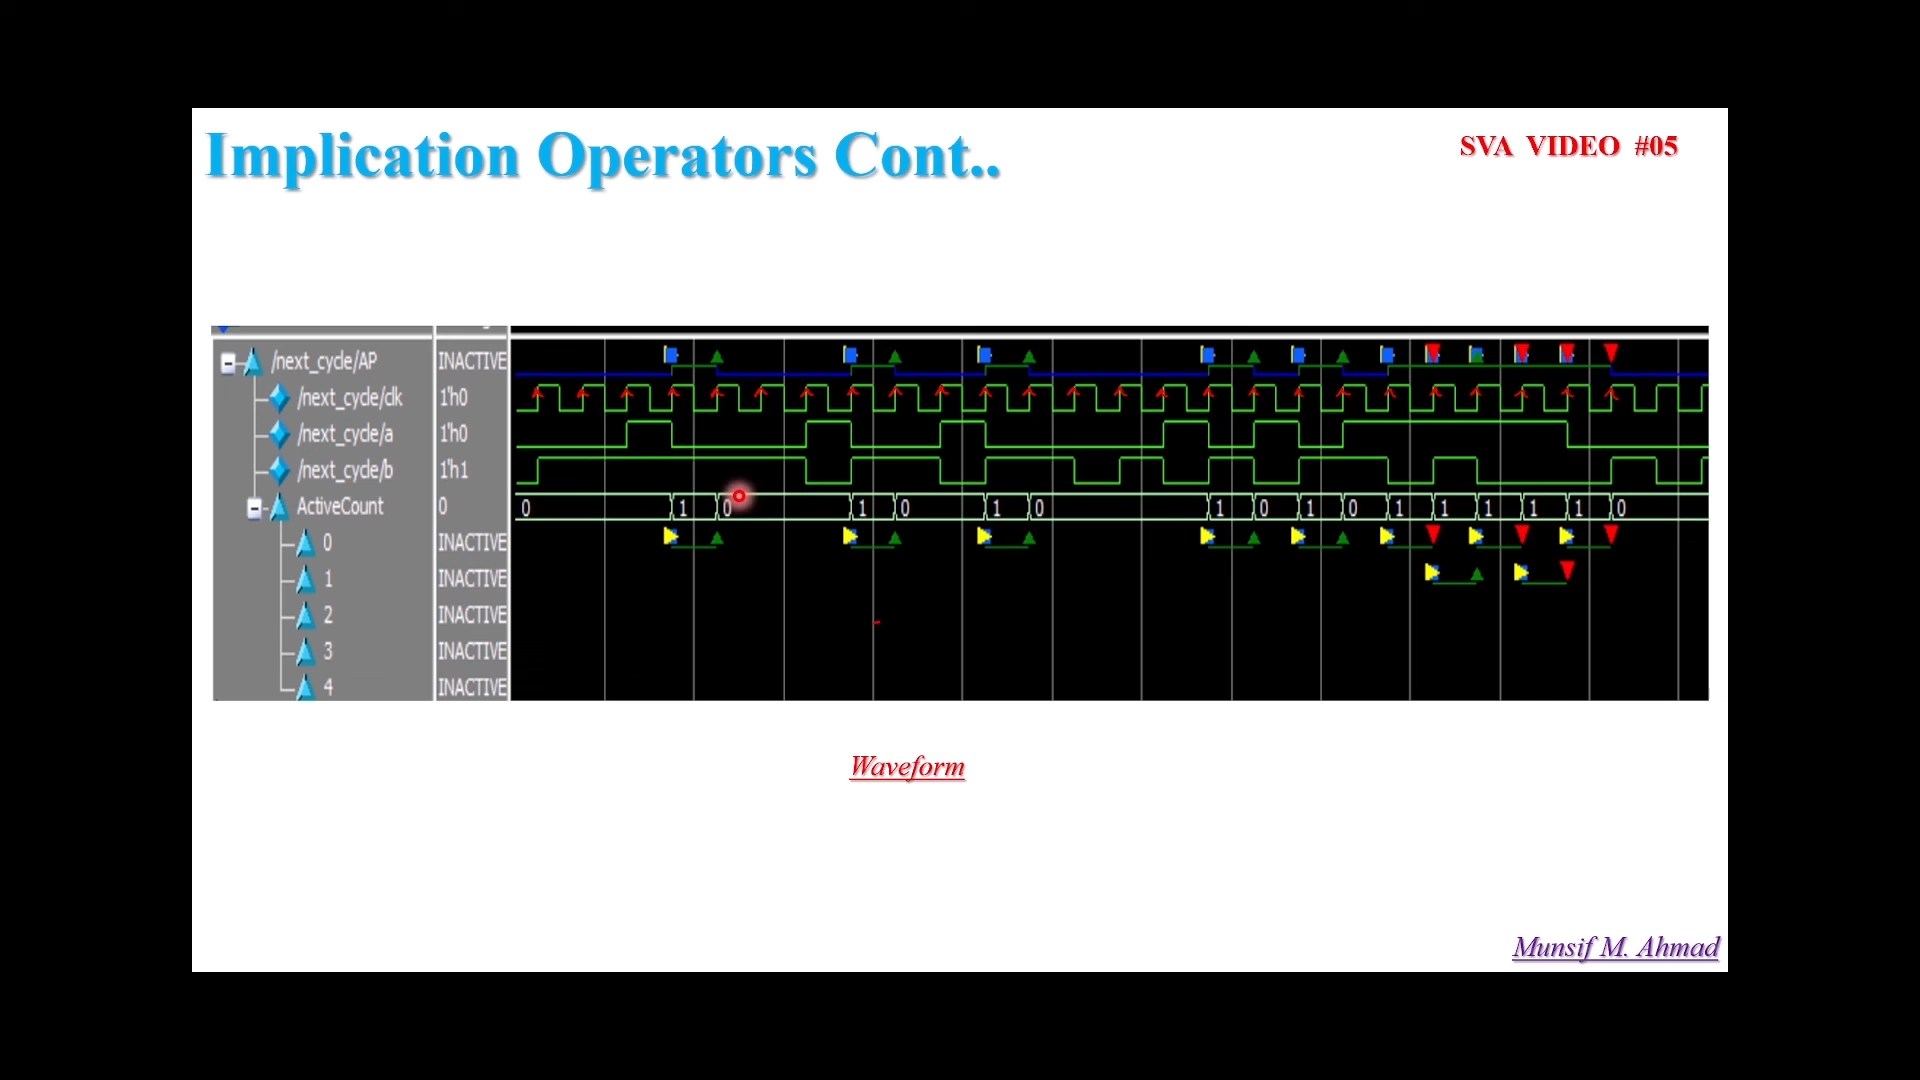 Implication Operators Cont..
SVA VIDEO #05
/next_cycle/AP INACTIVE
/next_cycle/clk 1'h0
/next_cycle/a 1'h0
/next_cycle/b 1'h1
ActiveCount 0 0 1 0 1 0 1 0 1 0 1 0 1 1 1 1 1 0
0 INACTIVE
1 INACTIVE
2 INACTIVE
3 INACTIVE
4 INACTIVE
Waveform
Munsif M. Ahmad